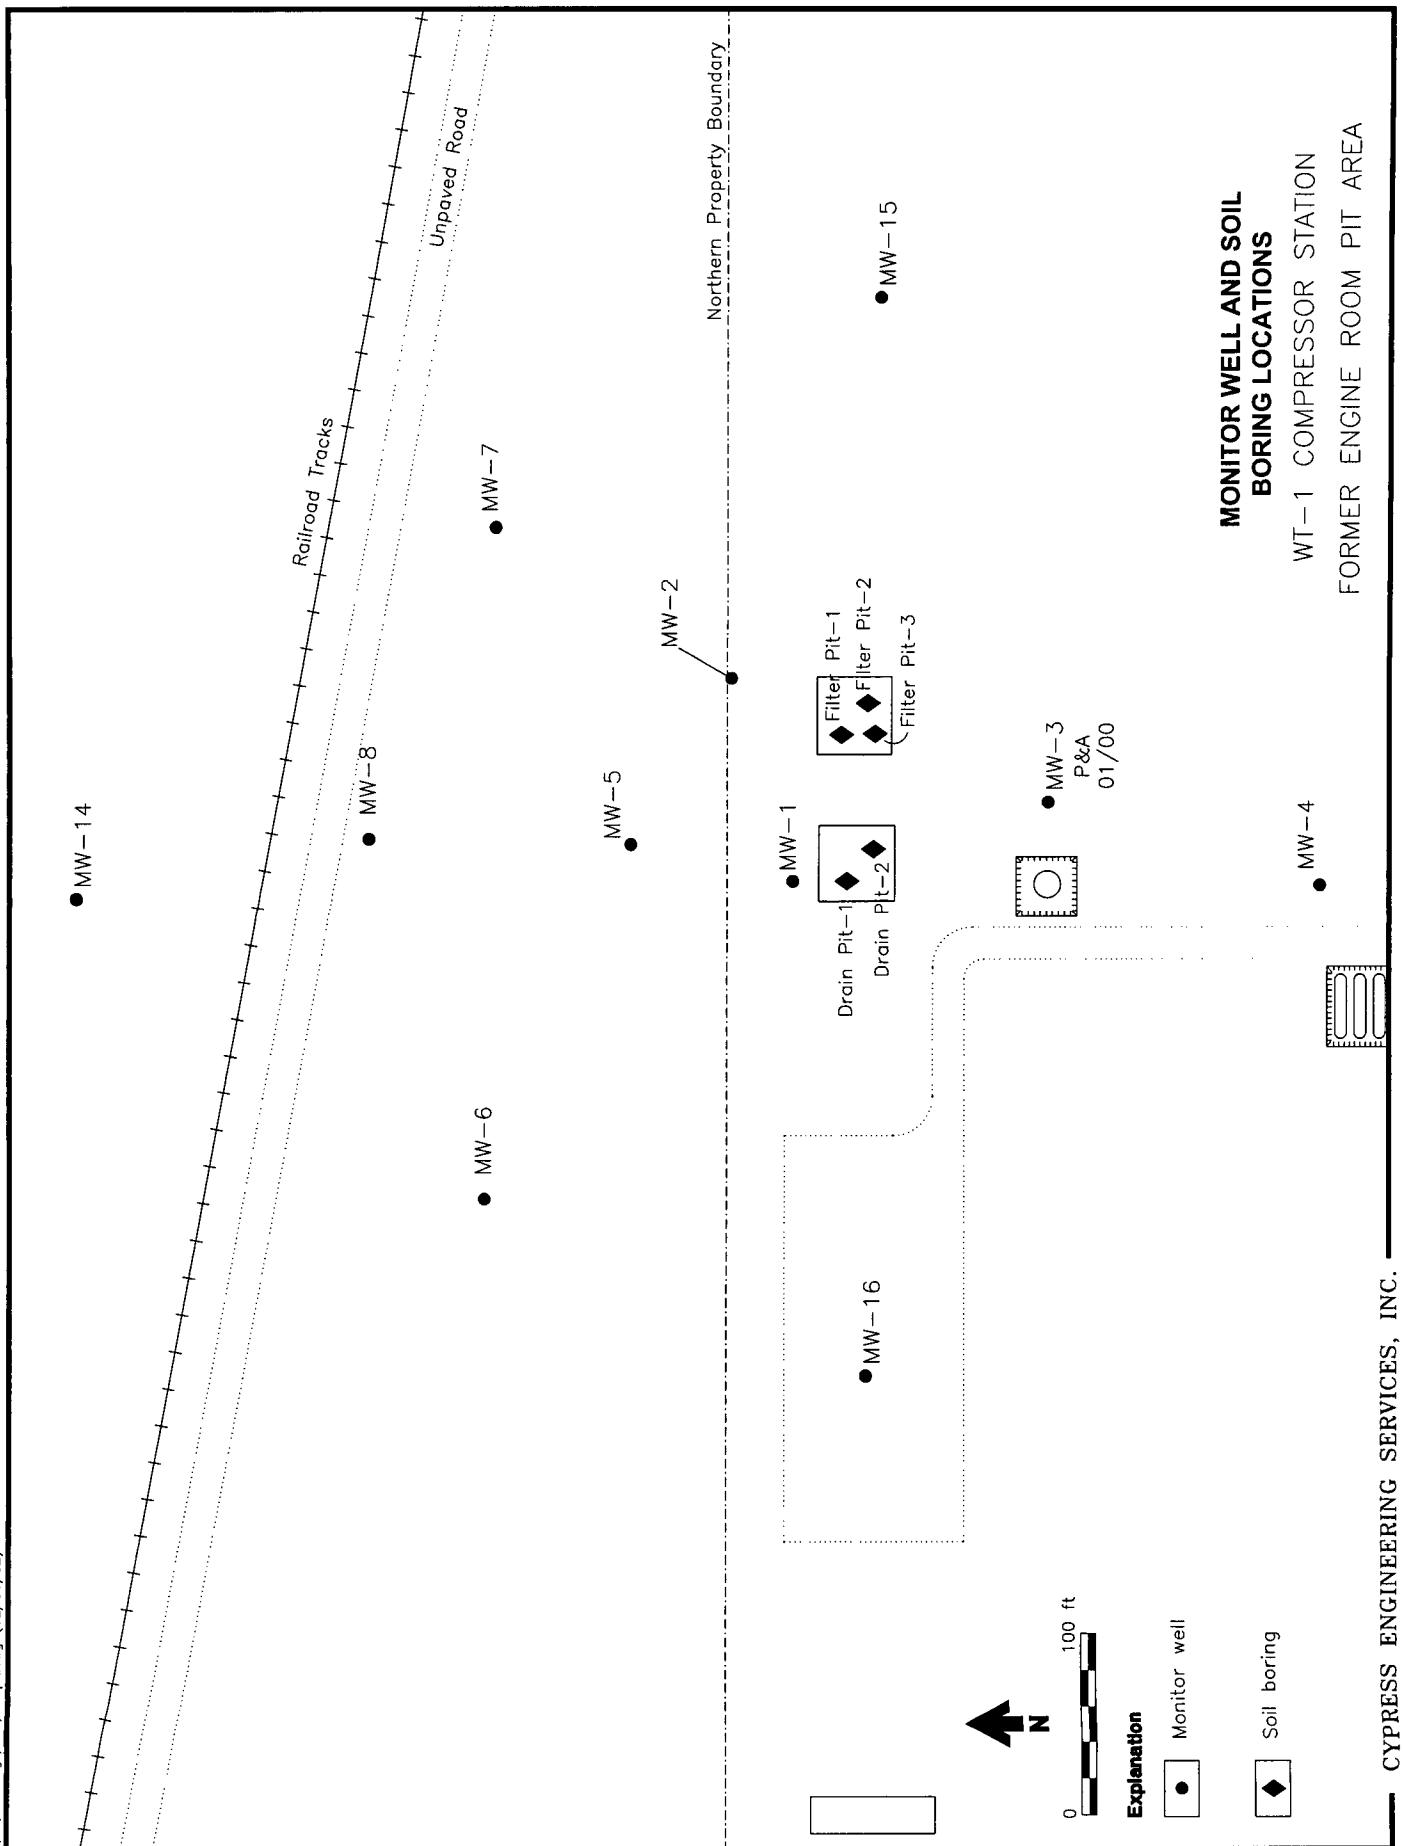 MW-14
Railroad Tracks
Unpaved Road
MW-8
MW-7
MW-6
MW-5
MW-2
Northern Property Boundary
MW-1
MW-15
MW-16
Filter Pit-1
Filter Pit-2
Filter Pit-3
Drain Pit-1
Drain Pit-2
MW-3
P&A
01/00
MW-4
N
0
100 ft
Explanation
Monitor well
Soil boring
MONITOR WELL AND SOIL
BORING LOCATIONS
WT-1 COMPRESSOR STATION
FORMER ENGINE ROOM PIT AREA
CYPRESS ENGINEERING SERVICES, INC.